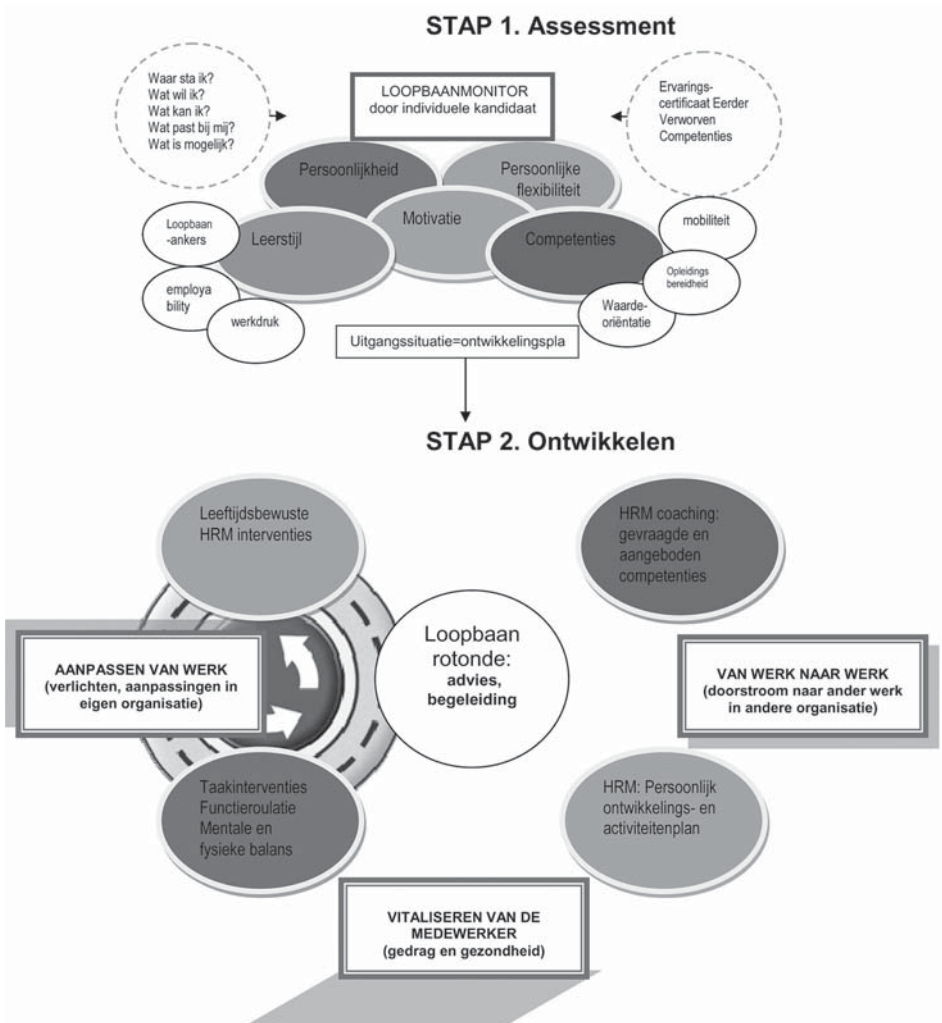 STAP 1. Assessment
Waar sta ik?
Wat wil ik?
Wat kan ik?
Wat past bij mij?
Wat is mogelijk?
LOOPBAANMONITOR
door individuele kandidaat
Ervarings-
certificaat Eerder
Verworven
Competenties
Persoonlijkheid
Persoonlijke
flexibiliteit
Loopbaan
-ankers
Leerstijl
Motivatie
Competenties
mobiliteit
employa
bility
werkdruk
Opleidings
bereidheid
Waarde-
oriëntatie
Uitgangssituatie=ontwikkelingspla
STAP 2. Ontwikkelen
Leeftijdsbewuste
HRM interventies
HRM coaching:
gevraagde en
aangeboden
competenties
AANPASSEN VAN WERK
(verlichten, aanpassingen in
eigen organisatie)
Loopbaan
rotonde:
advies,
begeleiding
VAN WERK NAAR WERK
(doorstroom naar ander werk
in andere organisatie)
Taakinterventies
Functieroulatie
Mentale en
fysieke balans
HRM: Persoonlijk
ontwikkelings- en
activiteitenplan
VITALISEREN VAN DE
MEDEWERKER
(gedrag en gezondheid)